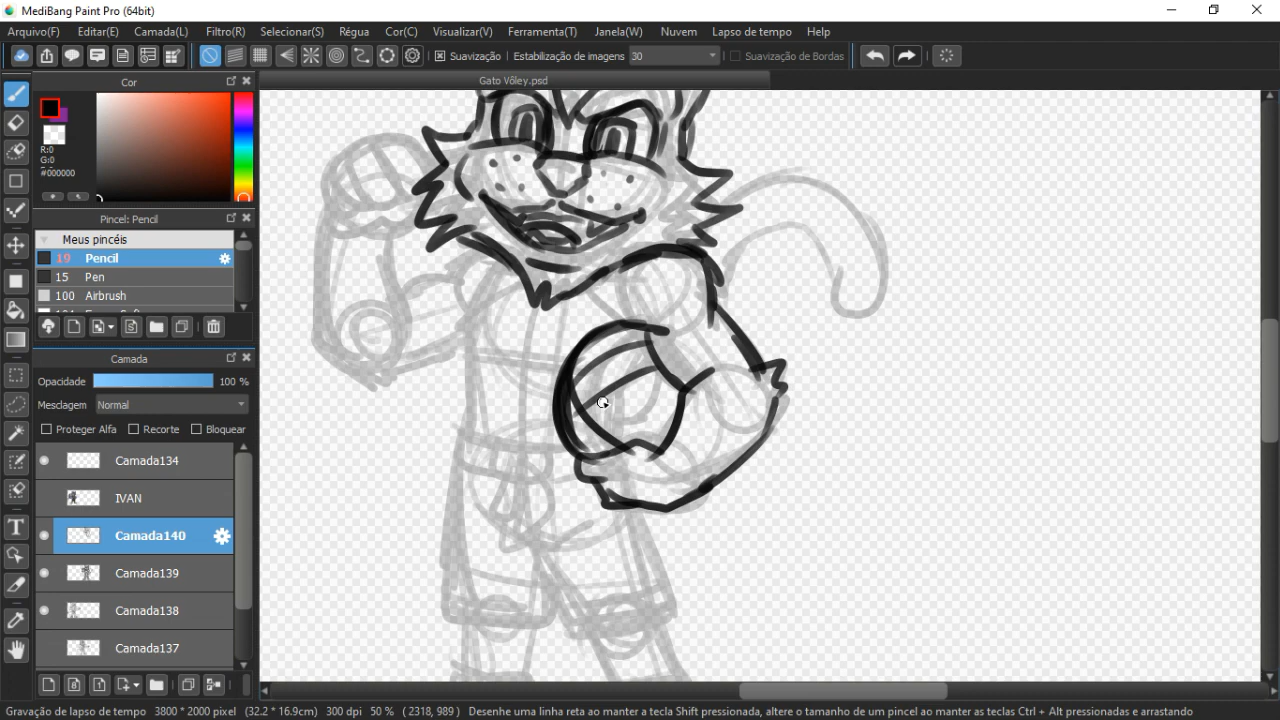 MediBang Paint Pro (64bit)
Arquivo(F) Editar(E) Camada(L) Filtro(R) Selecionar(S) Régua Cor(C) Visualizar(V) Ferramenta(T) Janela(W) Nuvem Lapso de tempo Help
Suavização Estabilização de imagens 30 Suavização de Bordas
Cor
Gato Vôley.psd
R:0
G:0
#000000
Pincel: Pencil
Meus pincéis
19 Pencil
15 Pen
100 Airbrush
Camada
Opacidade 100 %
Mesclagem Normal
Proteger Alfa Recorte Bloquear
Camada134
IVAN
Camada140
Camada139
Camada138
Camada137
Gravação de lapso de tempo 3800 * 2000 pixel (32.2 * 16.9cm) 300 dpi 50 % ( 2318, 989 ) Desenhe uma linha reta ao manter a tecla Shift pressionada, altere o tamanho de um pincel ao manter as teclas Ctrl + Alt pressionadas e arrastando